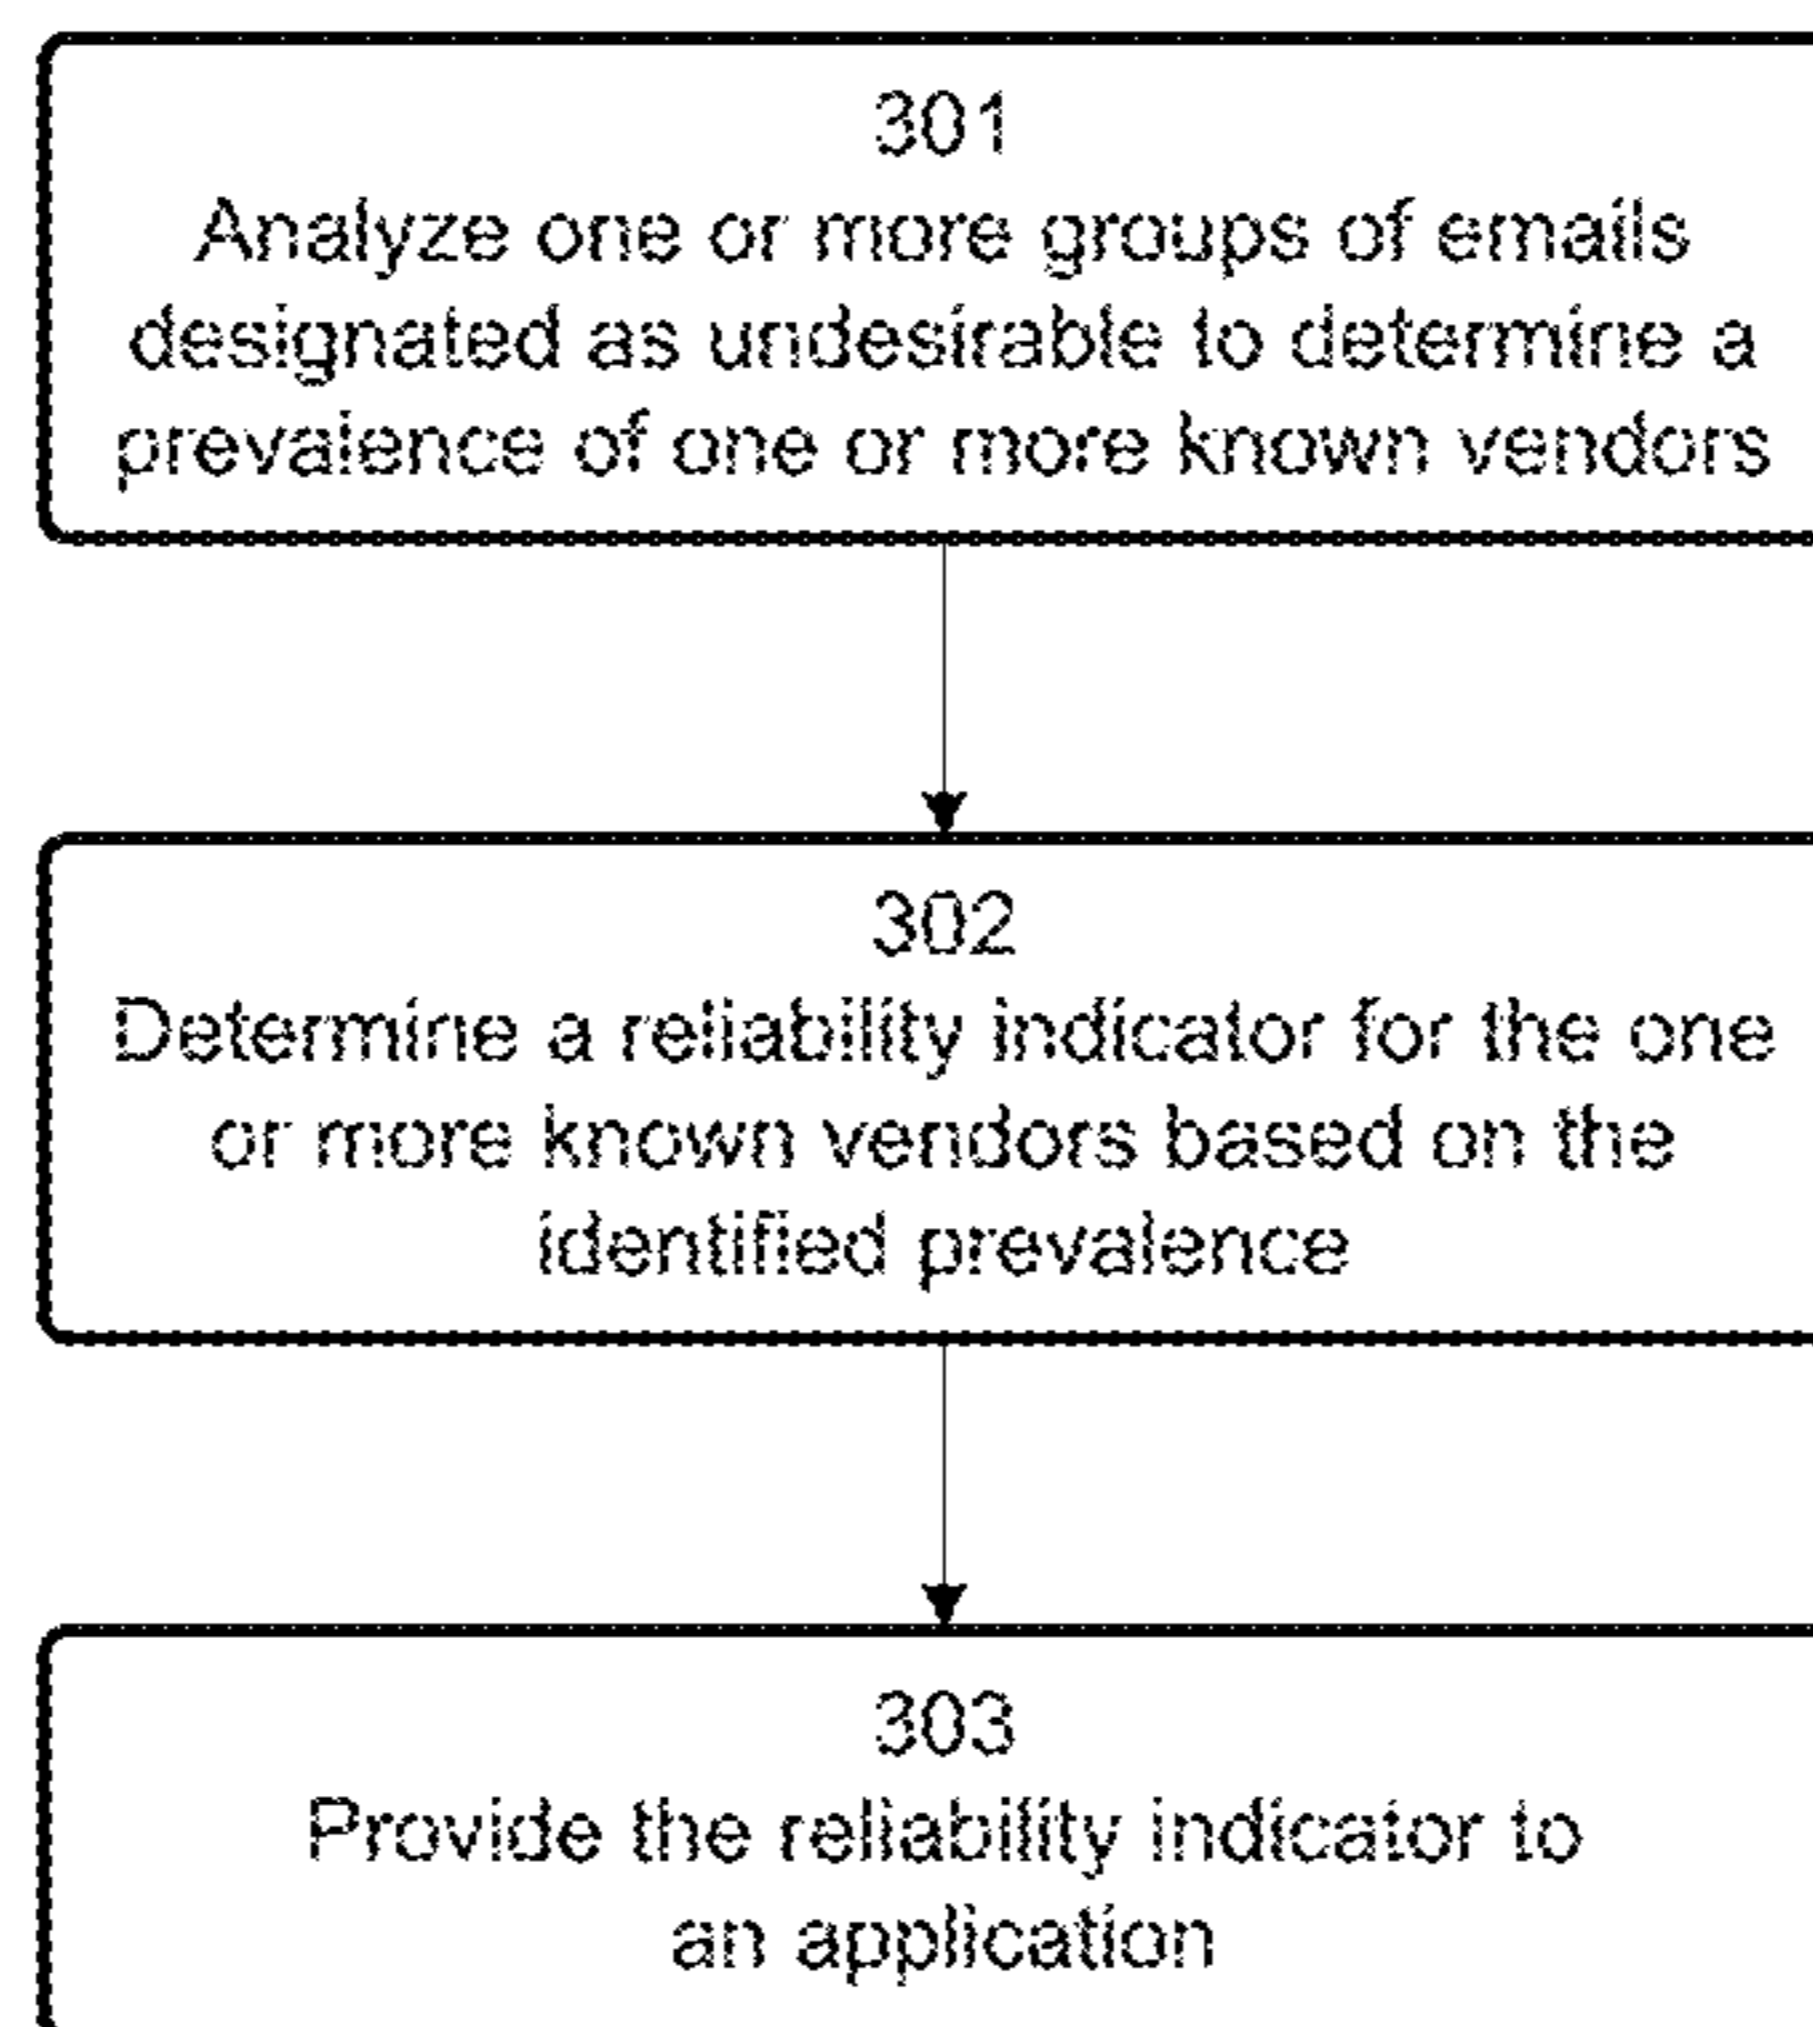 301
Analyze one or more groups of emails
designated as undesirable to determine a
prevalence of one or more known vendors
302
Determine a reliability indicator for the one
or more known vendors based on the
identified prevalence
303
Provide the reliability indicator to
an application